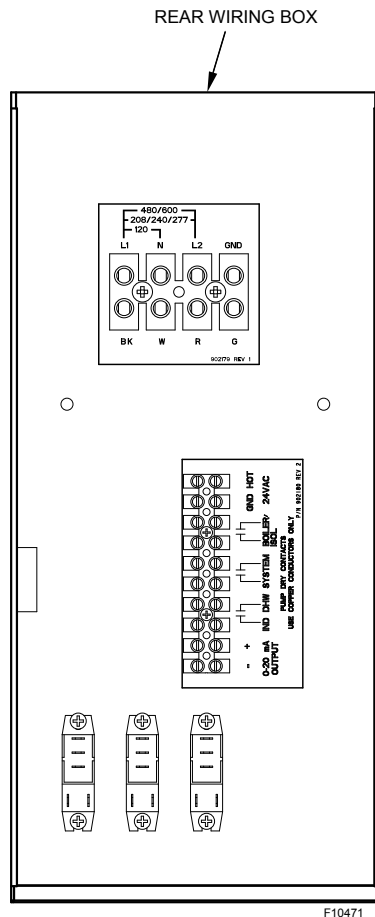 REAR WIRING BOX
480/600
208/240/277
120
L1 N L2 GND
BK W R G
902179 REV 1
GND HOT
24VAC
BOILER/
ISOL
SYSTEM
IND DHW
+
-
0-20 mA
OUTPUT
PUMP DRY CONTACTS
USE COPPER CONDUCTORS ONLY
P/N 902180 REV 2
F10471